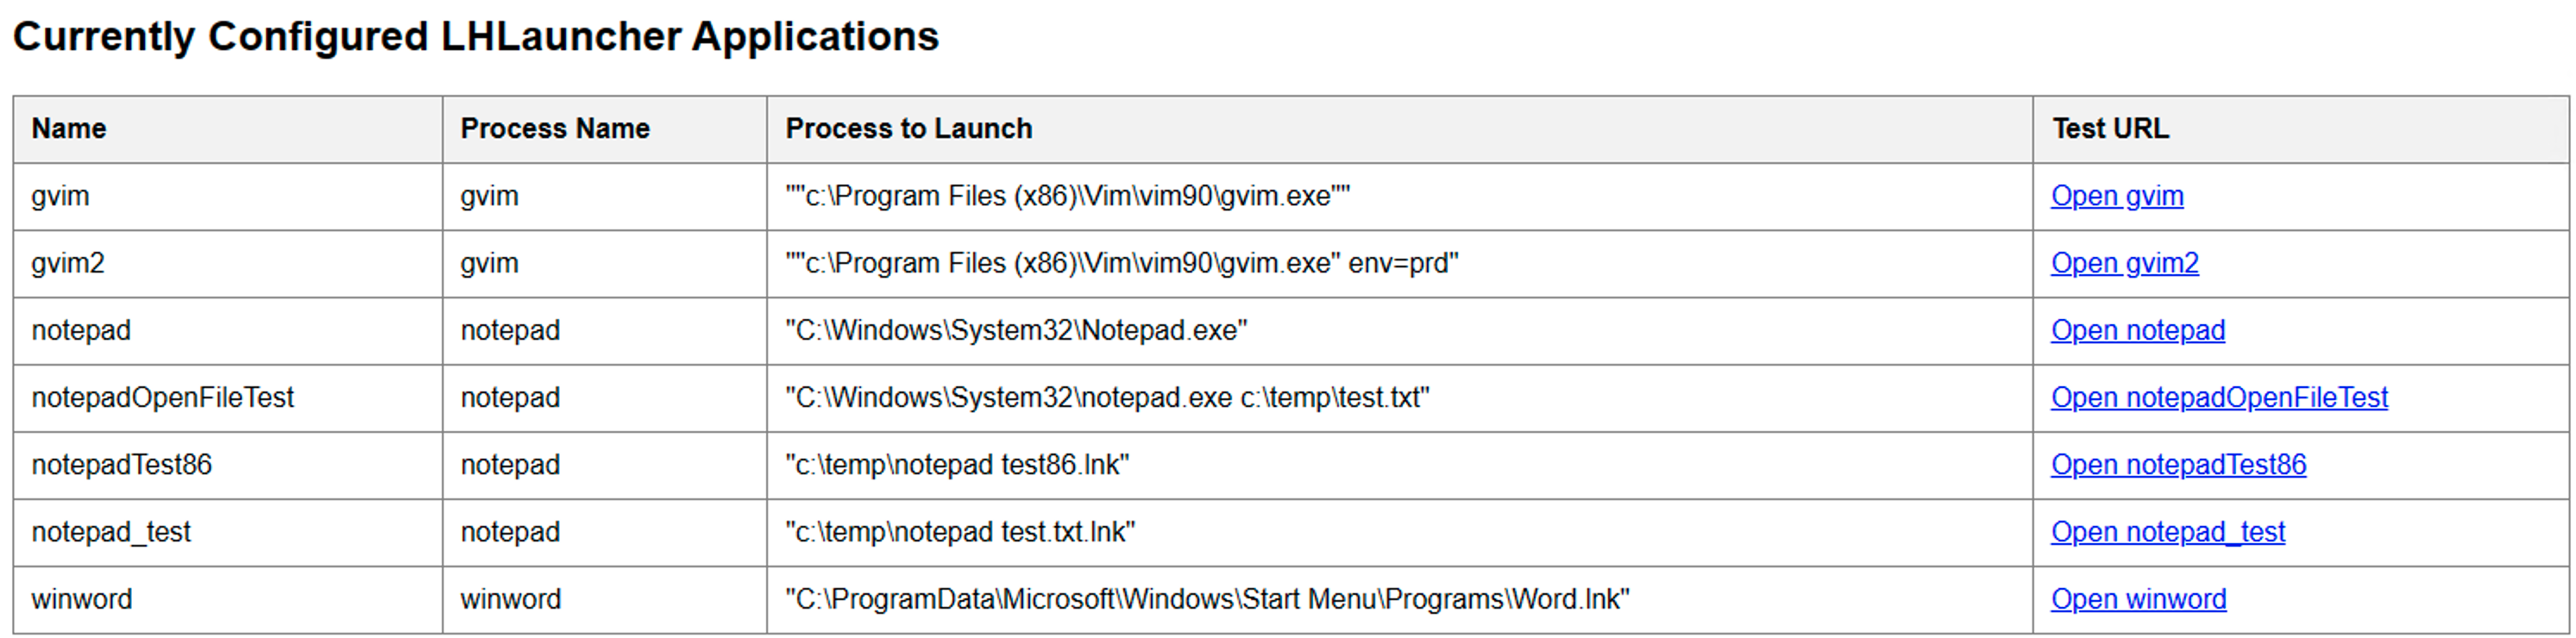 Currently Configured LHLauncher Applications
Name Process Name Process to Launch Test URL
gvim gvim ""c:\Program Files (x86)\Vim\vim90\gvim.exe"" Open gvim
gvim2 gvim ""c:\Program Files (x86)\Vim\vim90\gvim.exe" env=prd" Open gvim2
notepad notepad "C:\Windows\System32\Notepad.exe" Open notepad
notepadOpenFileTest notepad "C:\Windows\System32\notepad.exe c:\temp\test.txt" Open notepadOpenFileTest
notepadTest86 notepad "c:\temp\notepad test86.lnk" Open notepadTest86
notepad_test notepad "c:\temp\notepad test.txt.lnk" Open notepad_test
winword winword "C:\ProgramData\Microsoft\Windows\Start Menu\Programs\Word.lnk" Open winword